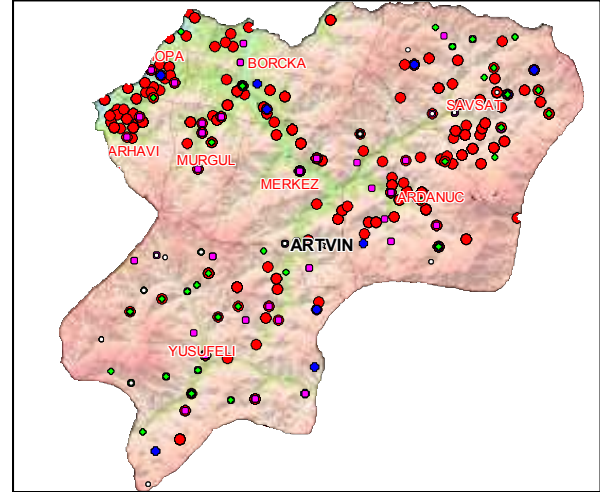 OPA
BORCKA
SAVSAT
ARHAVI
MURGUL
MERKEZ
ARDANUC
ARTVIN
YUSUFELI